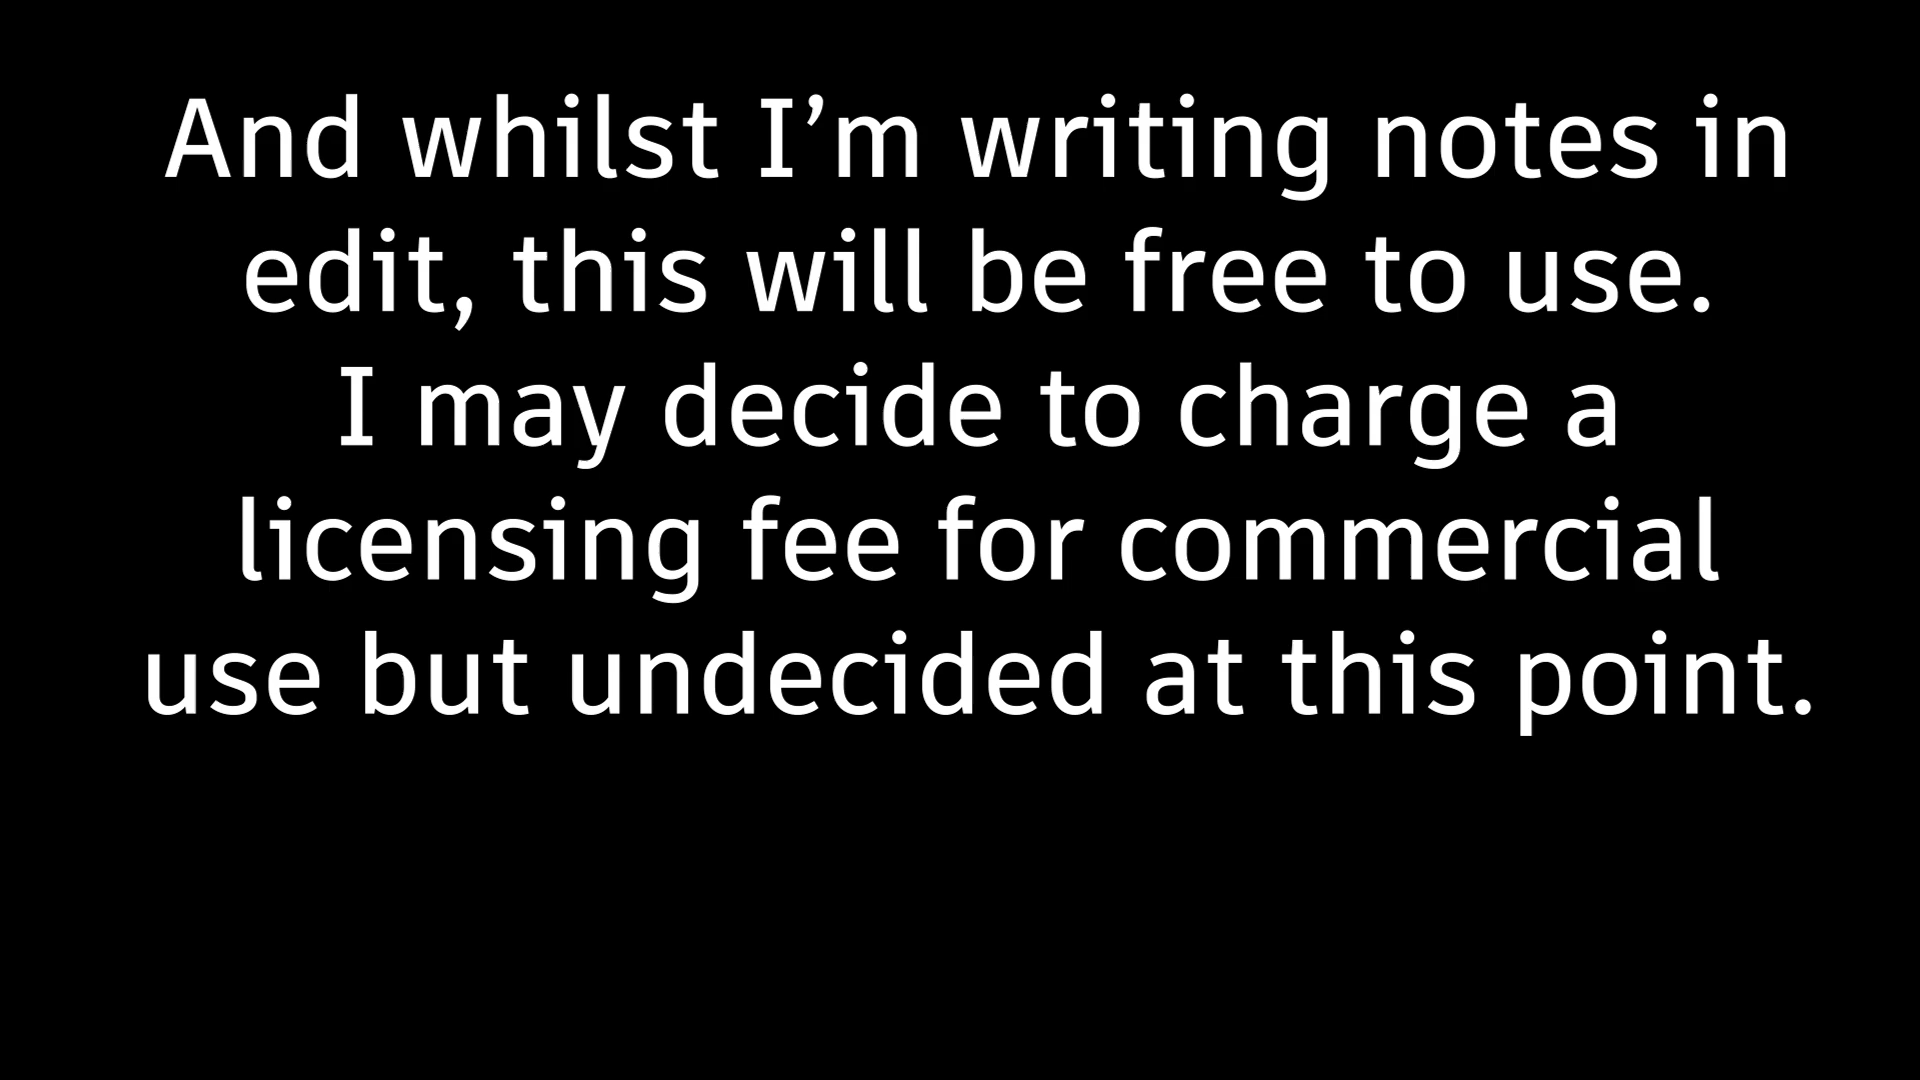 And whilst I’m writing notes in
edit, this will be free to use.
I may decide to charge a
licensing fee for commercial
use but undecided at this point.